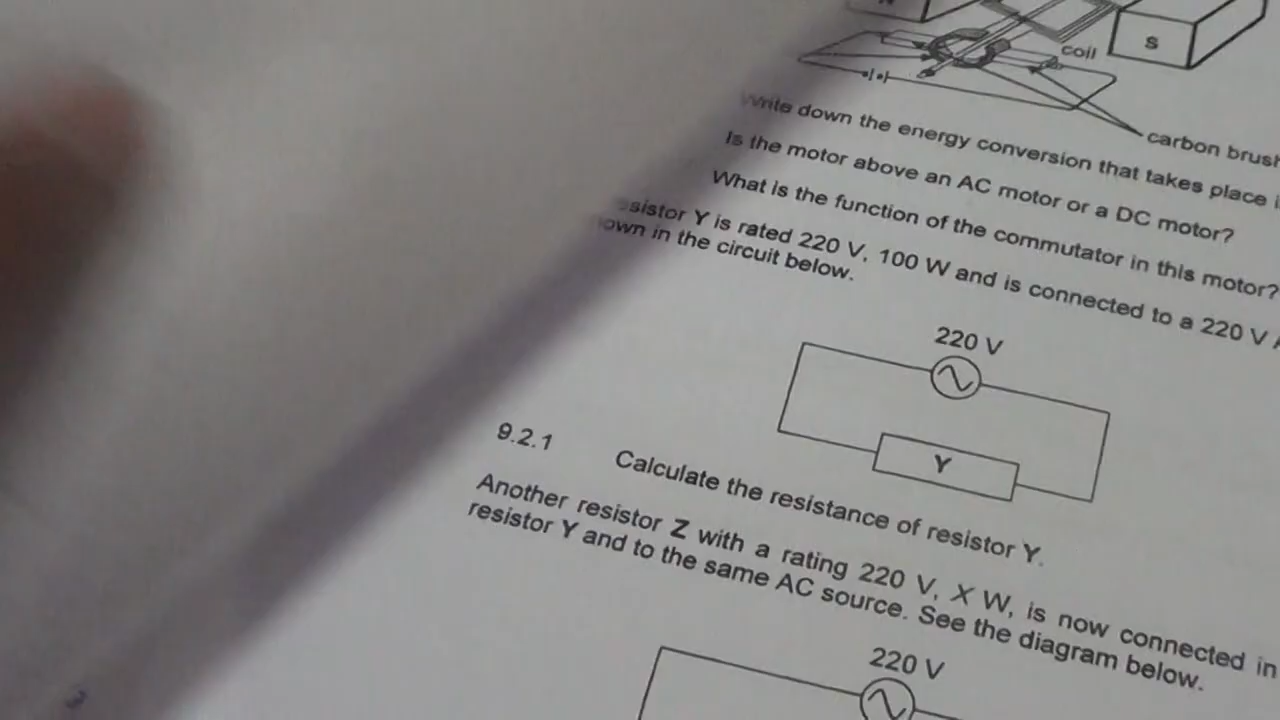 S
coil
carbon brush
Write down the energy conversion that takes place i
Is the motor above an AC motor or a DC motor?
What is the function of the commutator in this motor?
esistor Y is rated 220 V, 100 W and is connected to a 220 V
own in the circuit below.
220 V
Y
9.2.1 Calculate the resistance of resistor Y.
Another resistor Z with a rating 220 V, X W, is now connected in
resistor Y and to the same AC source. See the diagram below.
220 V